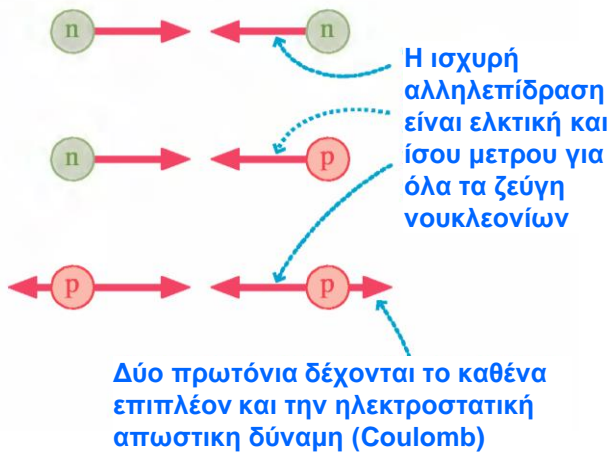 n n
Η ισχυρή
αλληλεπίδραση
είναι ελκτική και
ίσου μετρου για
όλα τα ζεύγη
νουκλεονίων
n p
p p
Δύο πρωτόνια δέχονται το καθένα
επιπλέον και την ηλεκτροστατική
απωστικη δύναμη (Coulomb)